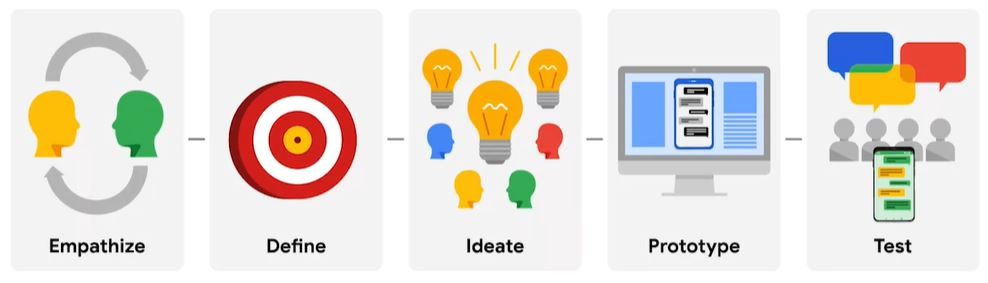 Empathize
Define
Ideate
Prototype
Test